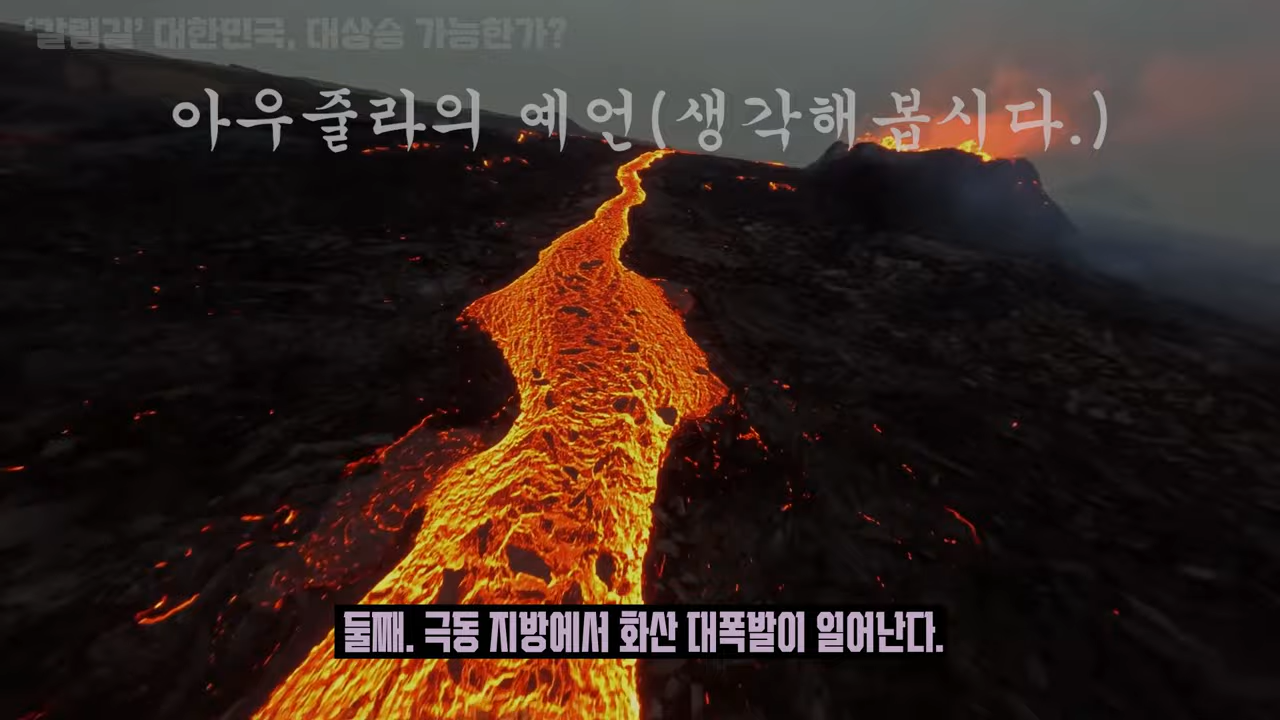 ‘갈림길’ 대한민국, 대상승 가능한가?
아우줄라의 예언(생각해봅시다.)
둘째. 극동 지방에서 화산 대폭발이 일어난다.